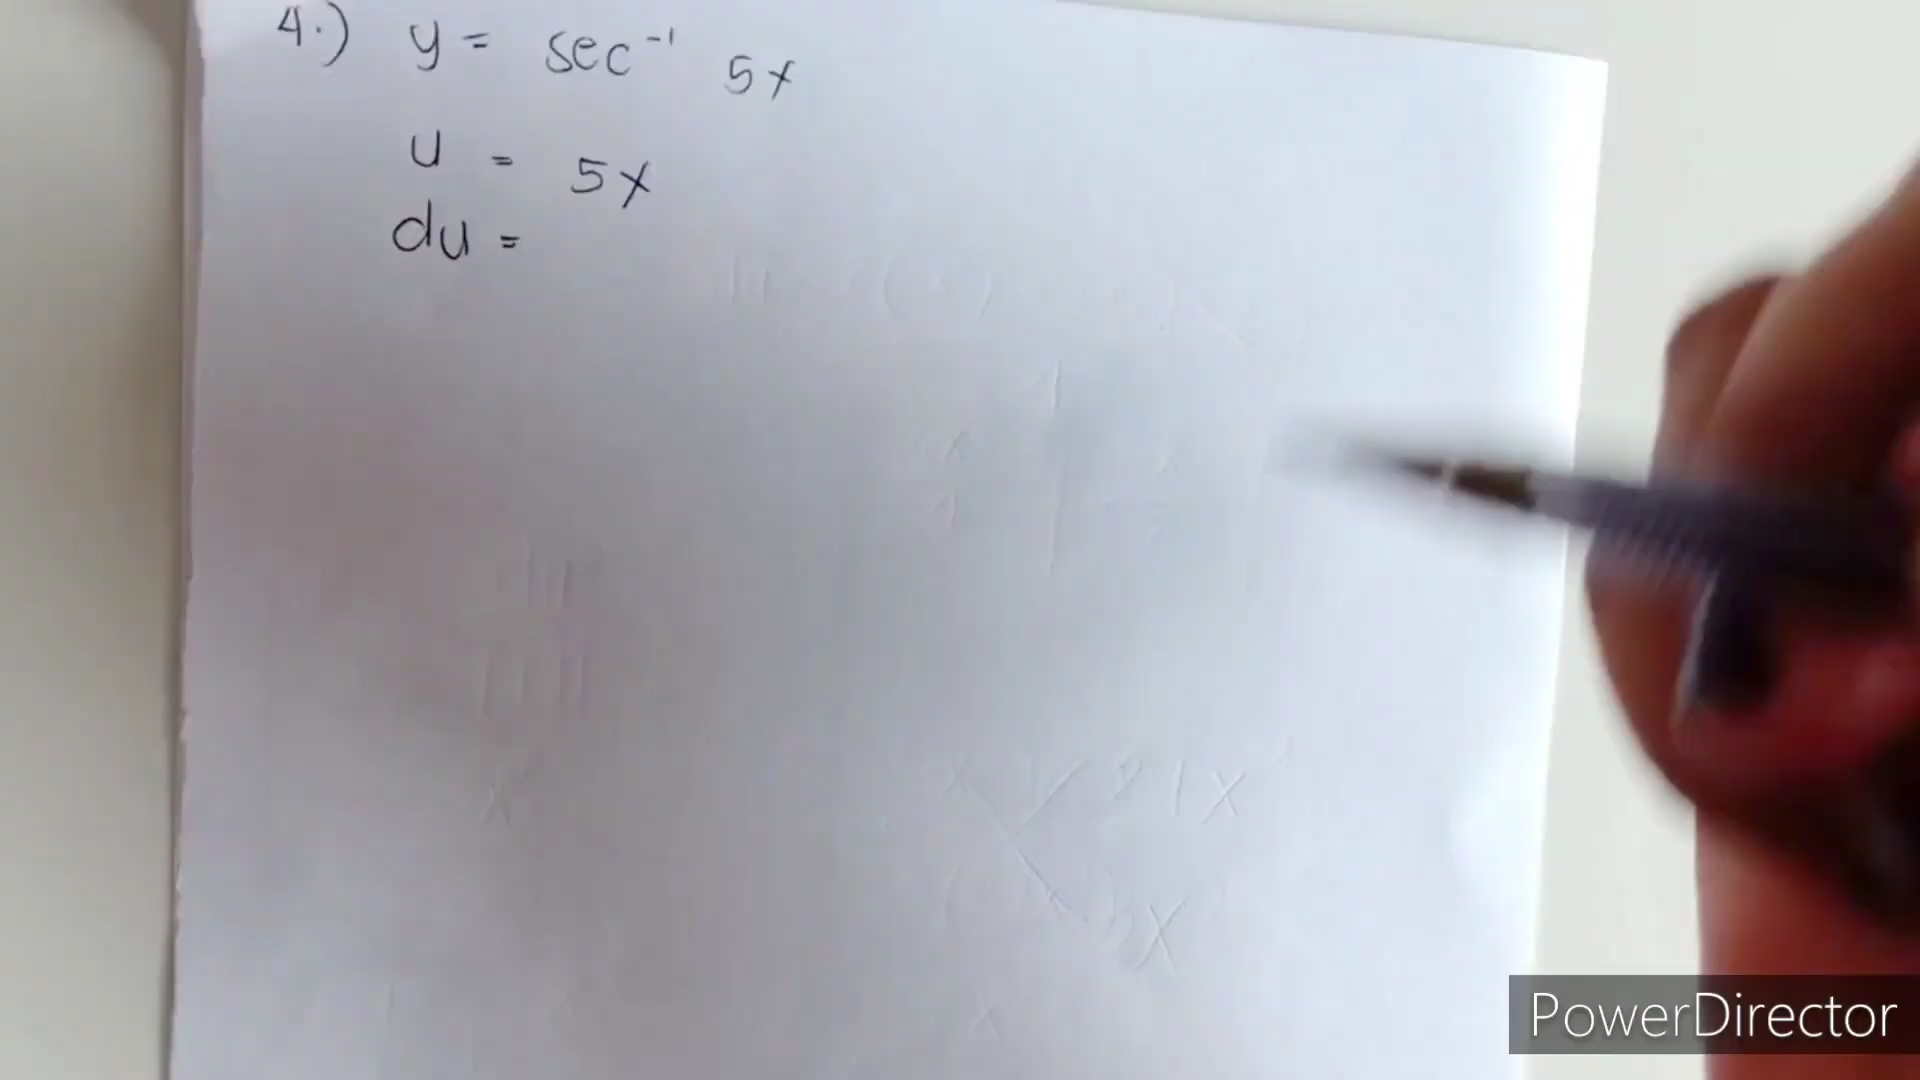 4.) y = sec⁻¹ 5x
u = 5x
du =
PowerDirector